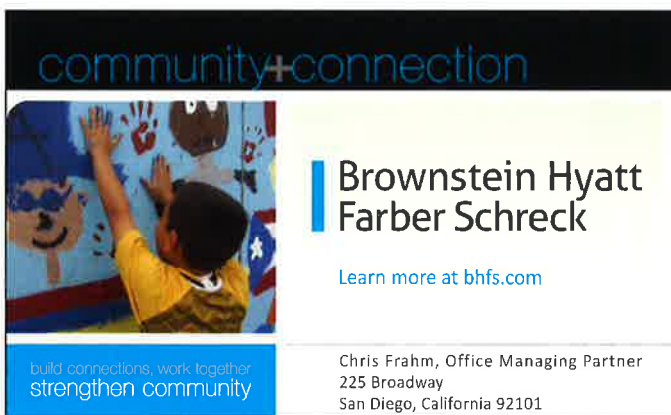 community+connection
Brownstein Hyatt
Farber Schreck
Learn more at bhfs.com
build connections, work together
strengthen community
Chris Frahm, Office Managing Partner
225 Broadway
San Diego, California 92101